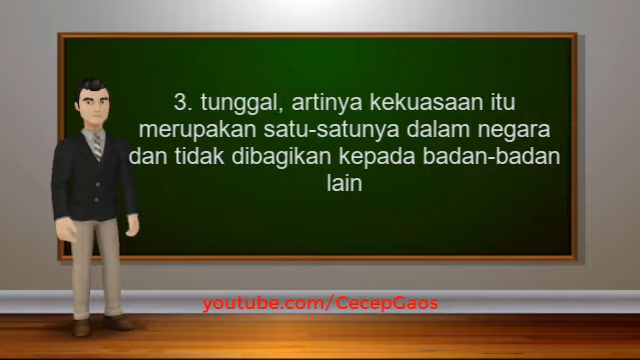 3. tunggal, artinya kekuasaan itu
merupakan satu-satunya dalam negara
dan tidak dibagikan kepada badan-badan
lain
youtube.com/CecepGaos